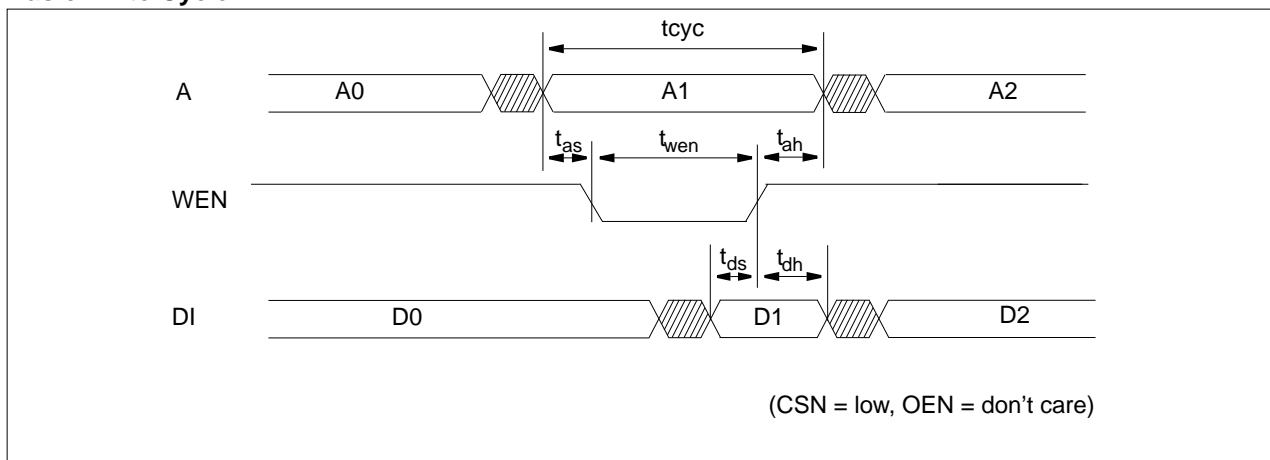 tcyc
A A0 A1 A2
tas twen tah
WEN
tds tdh
DI D0 D1 D2
(CSN = low, OEN = don't care)